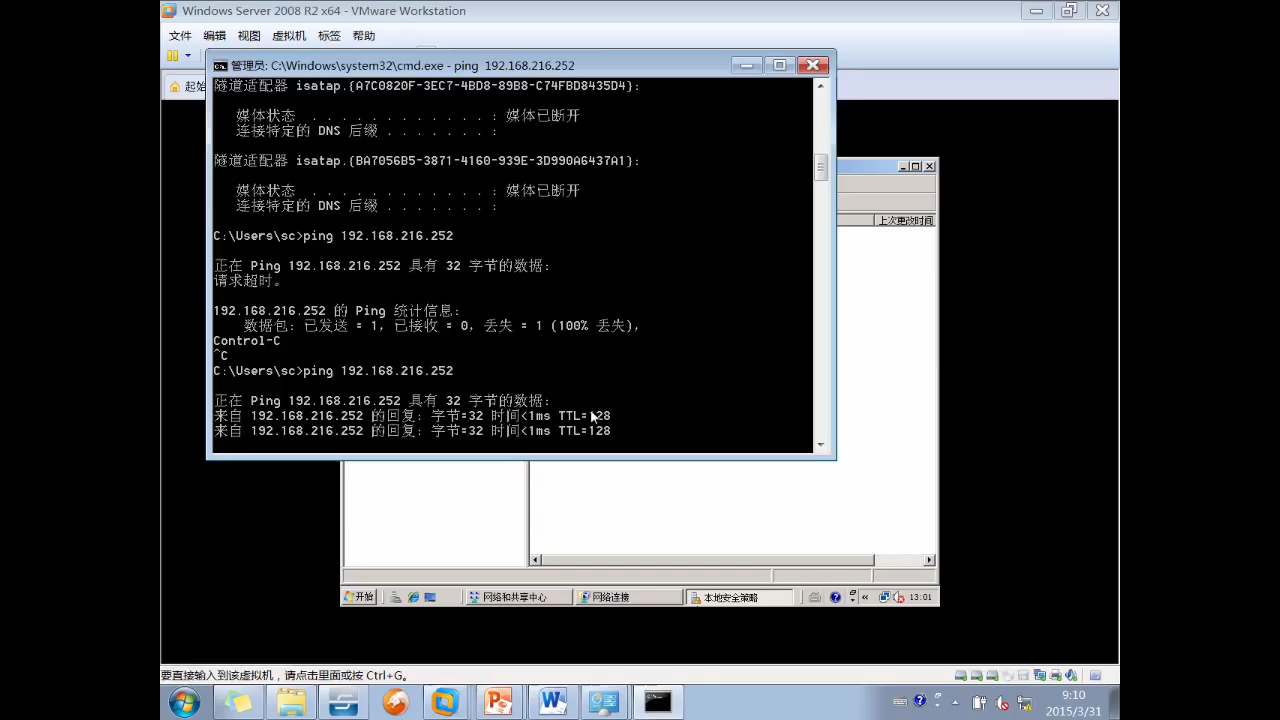 Windows Server 2008 R2 x64 - VMware Workstation
文件 编辑 视图 虚拟机 标签 帮助
管理员: C:\Windows\system32\cmd.exe - ping 192.168.216.252
起始
隧道适配器 isatap.{A7C0820F-3EC7-4BD8-89B8-C74FBD8435D4}:
媒体状态 . . . . . . . . . . . . : 媒体已断开
连接特定的 DNS 后缀 . . . . . . . :
隧道适配器 isatap.{BA7056B5-3871-4160-939E-3D990A6437A1}:
媒体状态 . . . . . . . . . . . . : 媒体已断开
连接特定的 DNS 后缀 . . . . . . . :
C:\Users\sc>ping 192.168.216.252
正在 Ping 192.168.216.252 具有 32 字节的数据:
请求超时。
192.168.216.252 的 Ping 统计信息:
数据包: 已发送 = 1，已接收 = 0，丢失 = 1 (100% 丢失)，
Control-C
^C
C:\Users\sc>ping 192.168.216.252
正在 Ping 192.168.216.252 具有 32 字节的数据:
来自 192.168.216.252 的回复: 字节=32 时间<1ms TTL=128
来自 192.168.216.252 的回复: 字节=32 时间<1ms TTL=128
上次更改时间
开始 网络和共享中心 网络连接 本地安全策略 13:01
要直接输入到该虚拟机，请点击里面或按 Ctrl+G。
9:10
2015/3/31